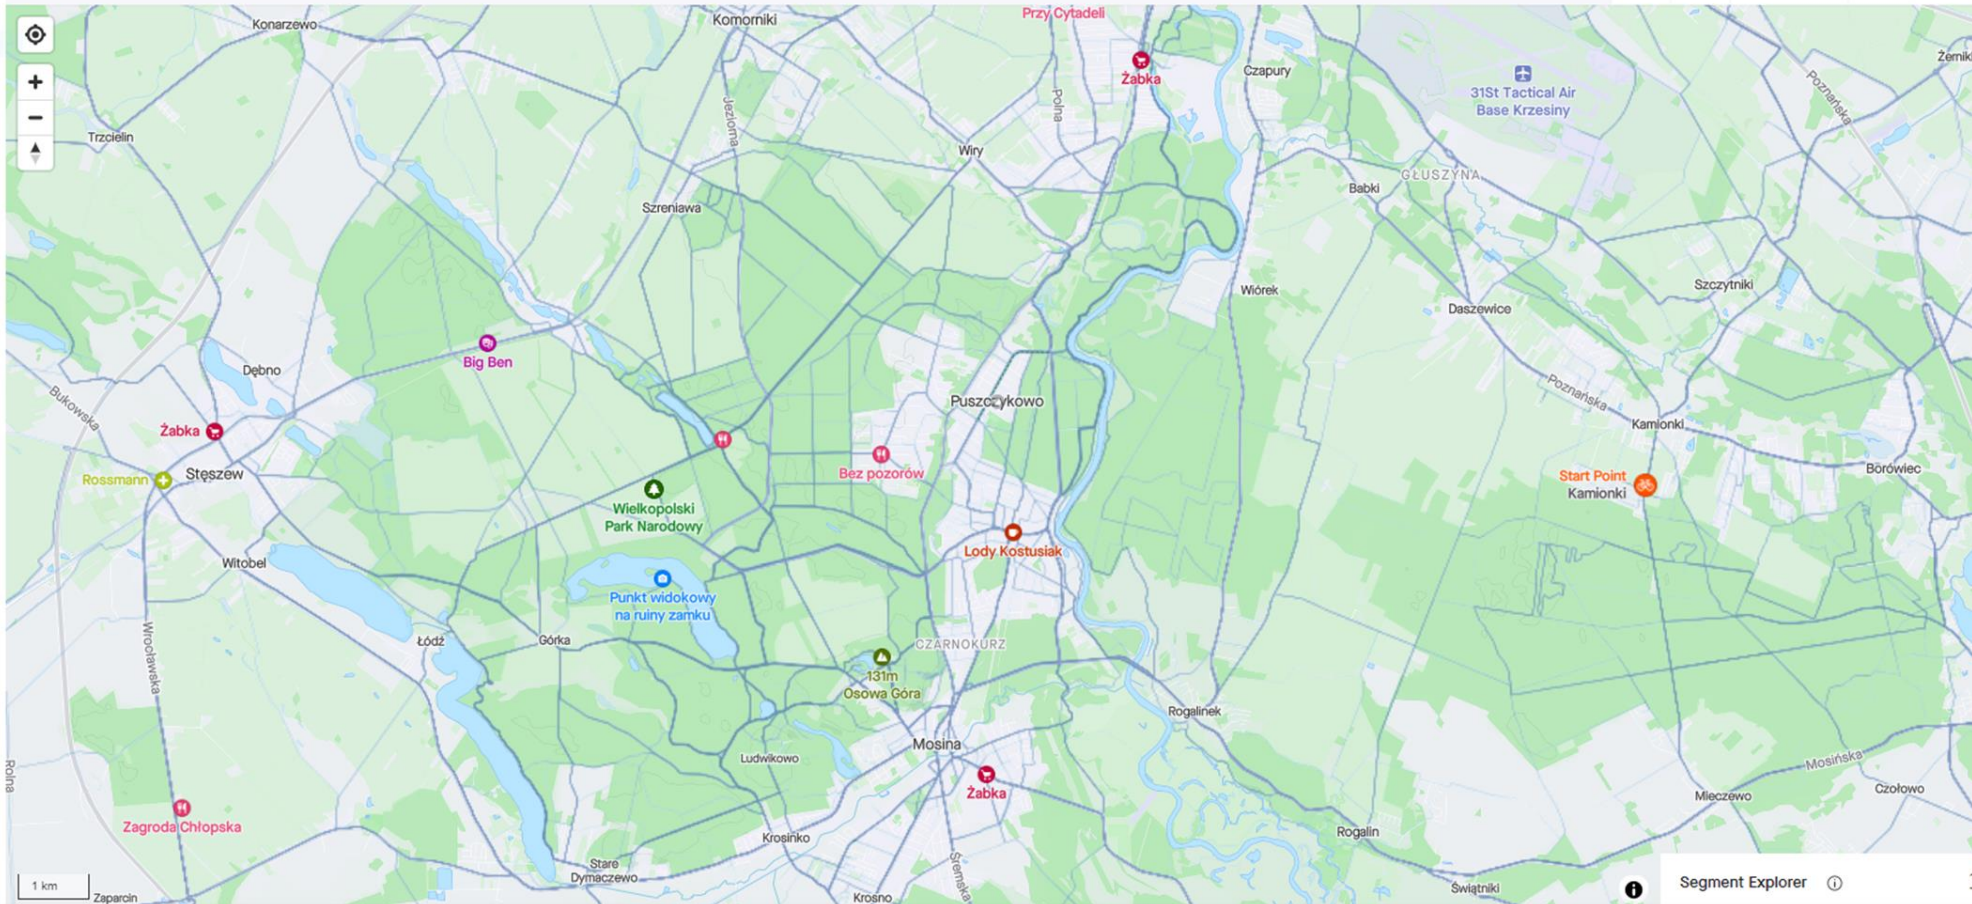 Konarzewo
Komorniki
Przy Cytadeli
Żabka
Czapury
31St Tactical Air
Base Krzesiny
Poznańska
Żerniki
Trzcielin
Jeziorna
Polna
Wiry
Babki
GŁUSZYNA
Szreniawa
Wiórek
Daszewice
Szczytniki
Big Ben
Dębno
Bukowska
Puszczykowo
Poznańska
Kamionki
Żabka
Rossmann
Stęszew
Bez pozorów
Start Point
Kamionki
Borówiec
Wielkopolski
Park Narodowy
Lody Kostusiak
Witobel
Punkt widokowy
na ruiny zamku
Wrocławska
Łódź
Górka
CZARNOKURZ
131m
Osowa Góra
Rogalinek
Mosina
Ludwikowo
Mosińska
Rolna
Żabka
Mieczewo
Czołowo
Zagroda Chłopska
Krosinko
Rogalin
Śremska
Stare
Dymaczewo
1 km
Zaparcin
Krosno
Świątniki
Segment Explorer